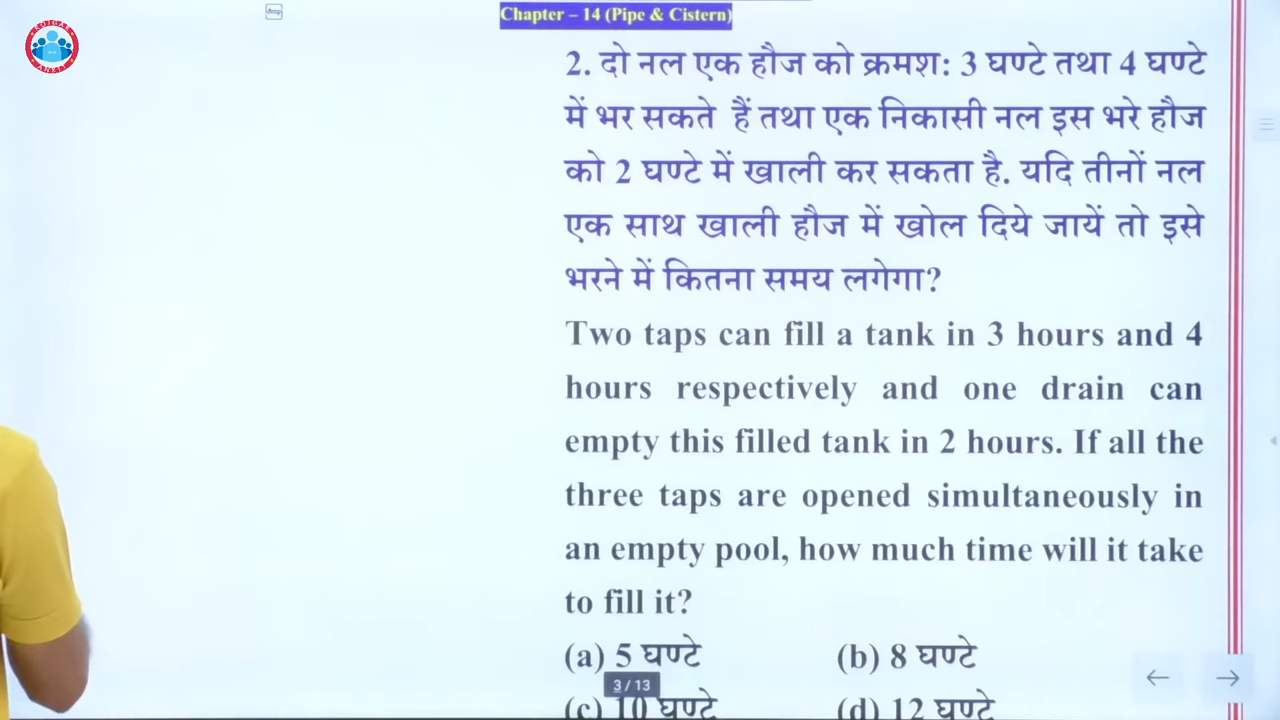 Chapter – 14 (Pipe & Cistern)
2. दो नल एक हौज को क्रमश: 3 घण्टे तथा 4 घण्टे
में भर सकते हैं तथा एक निकासी नल इस भरे हौज
को 2 घण्टे में खाली कर सकता है. यदि तीनों नल
एक साथ खाली हौज में खोल दिये जायें तो इसे
भरने में कितना समय लगेगा?
Two taps can fill a tank in 3 hours and 4
hours respectively and one drain can
empty this filled tank in 2 hours. If all the
three taps are opened simultaneously in
an empty pool, how much time will it take
to fill it?
(a) 5 घण्टे (b) 8 घण्टे
3 / 13
(c) 10 घण्टे (d) 12 घण्टे